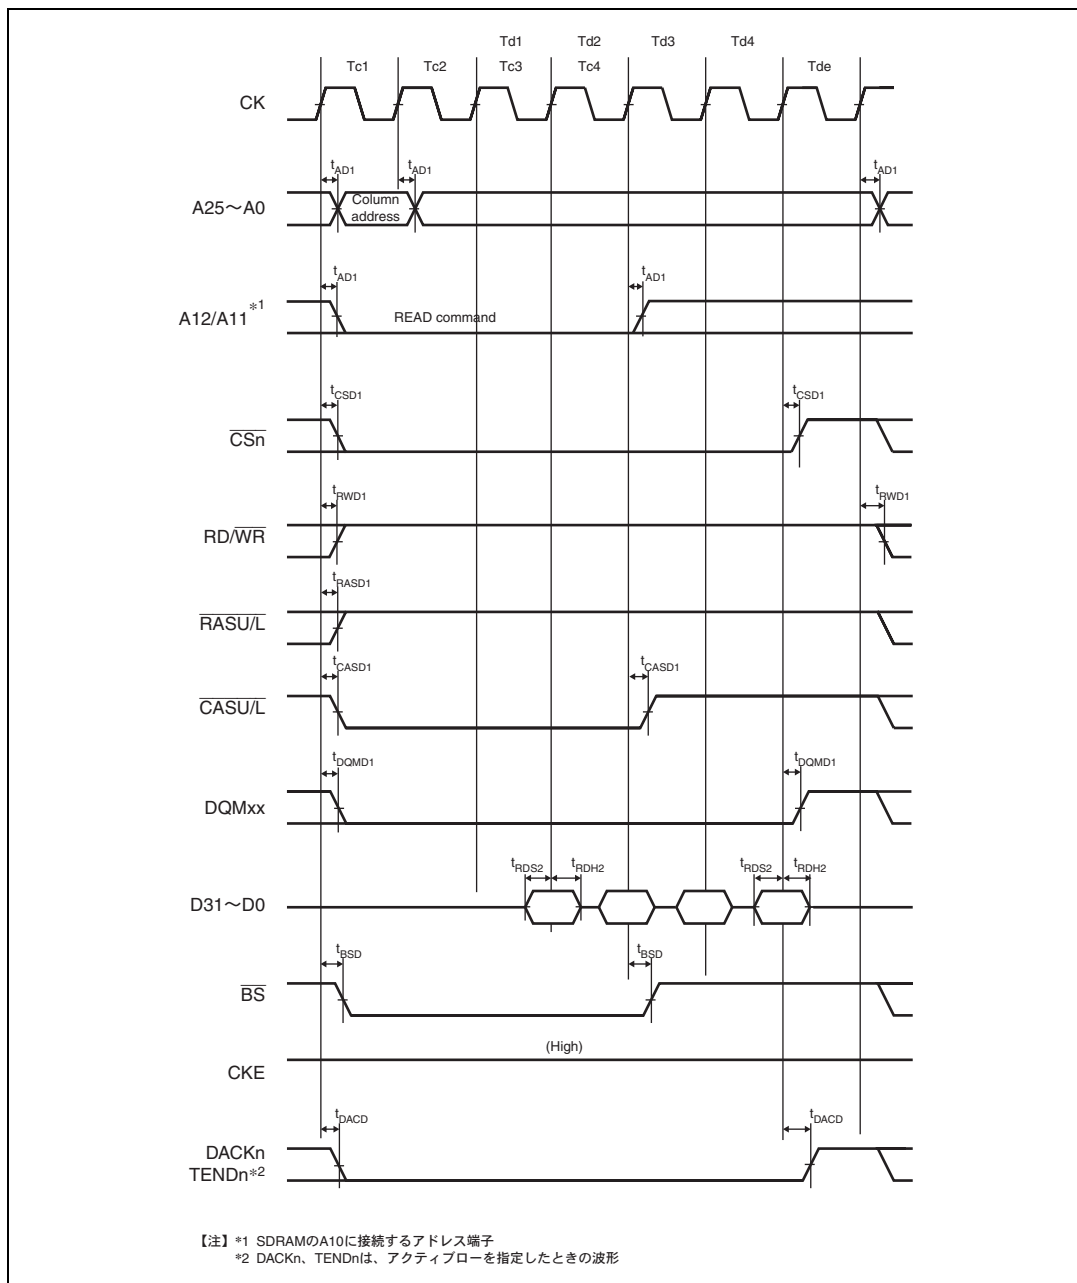 Td1 Td2 Td3 Td4
Tc1 Tc2 Tc3 Tc4 Tde
CK
tAD1 tAD1 tAD1
A25～A0
Column
address
tAD1 tAD1
A12/A11*1
READ command
tCSD1 tCSD1
CSn
tRWD1 tRWD1
RD/WR
tRASD1
RASU/L
tCASD1 tCASD1
CASU/L
tDQMD1 tDQMD1
DQMxx
tRDS2 tRDH2 tRDS2 tRDH2
D31～D0
tBSD tBSD
BS
(High)
CKE
tDACD tDACD
DACKn
TENDn*2
【注】*1 SDRAMのA10に接続するアドレス端子
*2 DACKn、TENDnは、アクティブローを指定したときの波形